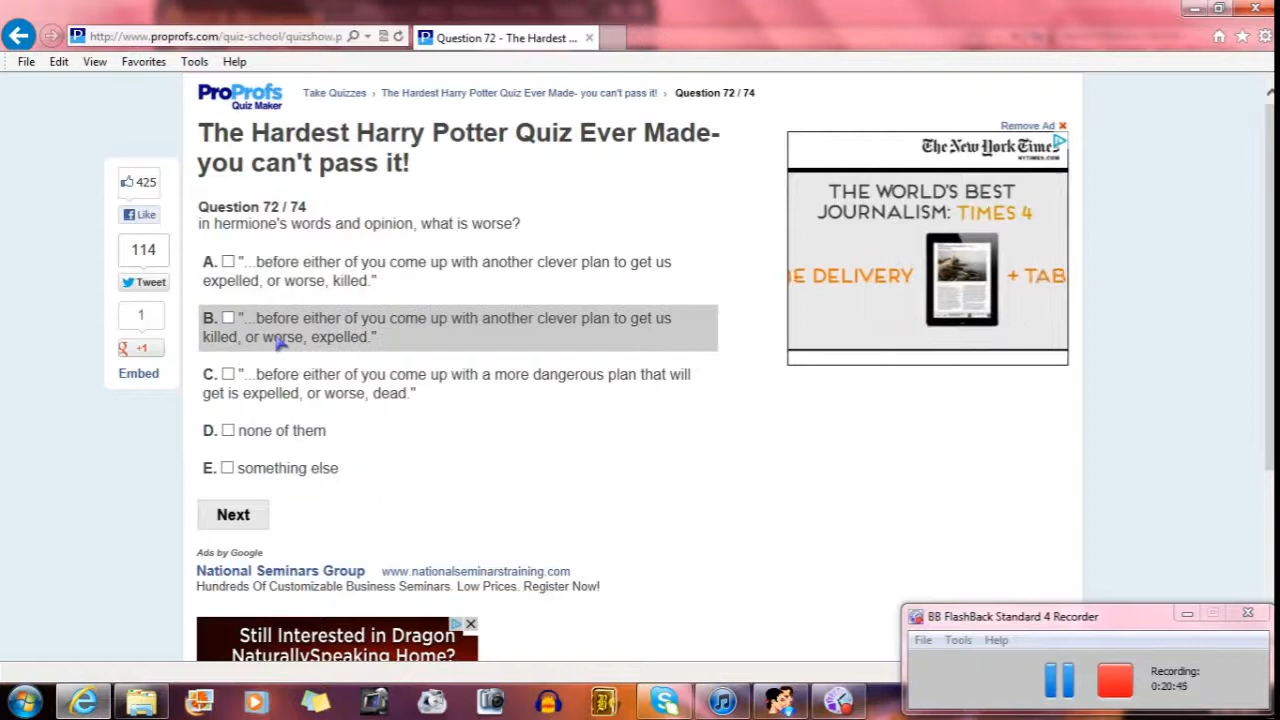 http://www.proprofs.com/quiz-school/quizshow.p
Question 72 - The Hardest ...
File Edit View Favorites Tools Help
ProProfs
Quiz Maker
Take Quizzes › The Hardest Harry Potter Quiz Ever Made- you can't pass it! › Question 72 / 74
The Hardest Harry Potter Quiz Ever Made-
you can't pass it!
Question 72 / 74
in hermione's words and opinion, what is worse?
A. "...before either of you come up with another clever plan to get us
expelled, or worse, killed."
B. "...before either of you come up with another clever plan to get us
killed, or worse, expelled."
C. "...before either of you come up with a more dangerous plan that will
get is expelled, or worse, dead."
D. none of them
E. something else
Next
425
Like
114
Tweet
1
+1
Embed
Remove Ad
The New York Times
NYTIMES.COM
THE WORLD'S BEST
JOURNALISM: TIMES 4
E DELIVERY + TAB
Ads by Google
National Seminars Group www.nationalseminarstraining.com
Hundreds Of Customizable Business Seminars. Low Prices. Register Now!
Still Interested in Dragon
NaturallySpeaking Home?
BB FlashBack Standard 4 Recorder
File Tools Help
Recording:
0:20:45